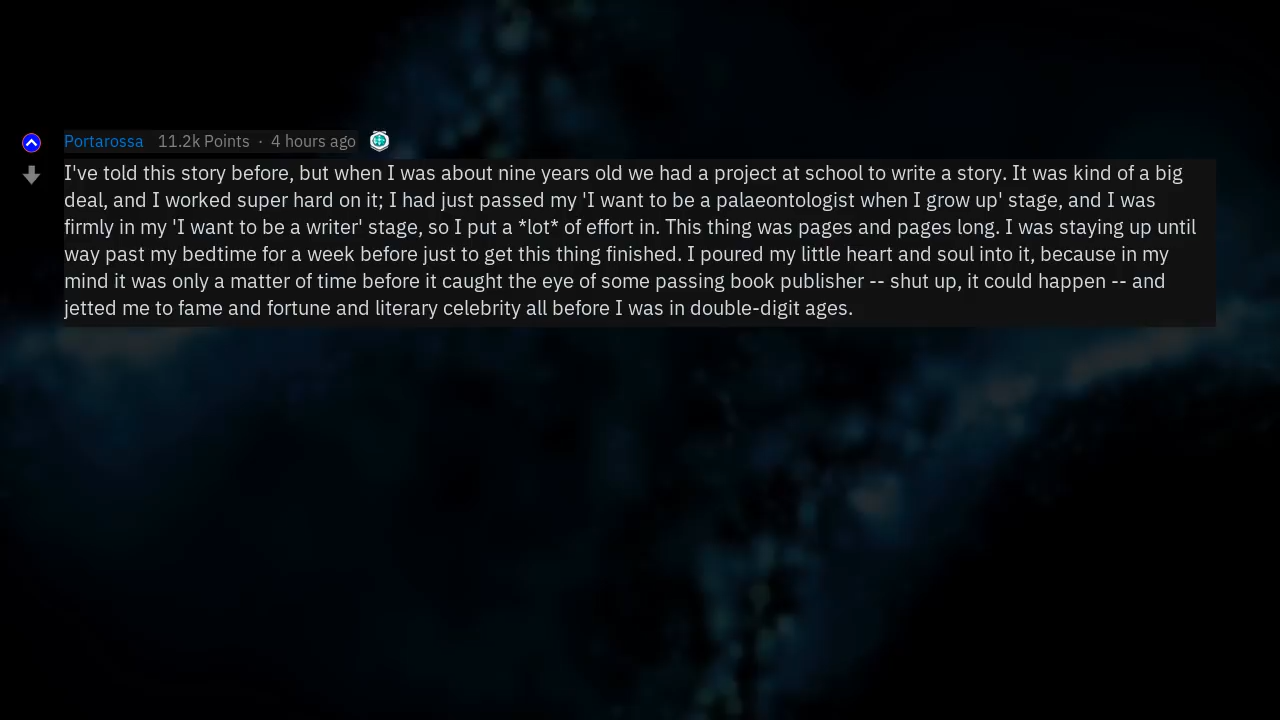 Portarossa 11.2k Points · 4 hours ago
I've told this story before, but when I was about nine years old we had a project at school to write a story. It was kind of a big
deal, and I worked super hard on it; I had just passed my 'I want to be a palaeontologist when I grow up' stage, and I was
firmly in my 'I want to be a writer' stage, so I put a *lot* of effort in. This thing was pages and pages long. I was staying up until
way past my bedtime for a week before just to get this thing finished. I poured my little heart and soul into it, because in my
mind it was only a matter of time before it caught the eye of some passing book publisher -- shut up, it could happen -- and
jetted me to fame and fortune and literary celebrity all before I was in double-digit ages.